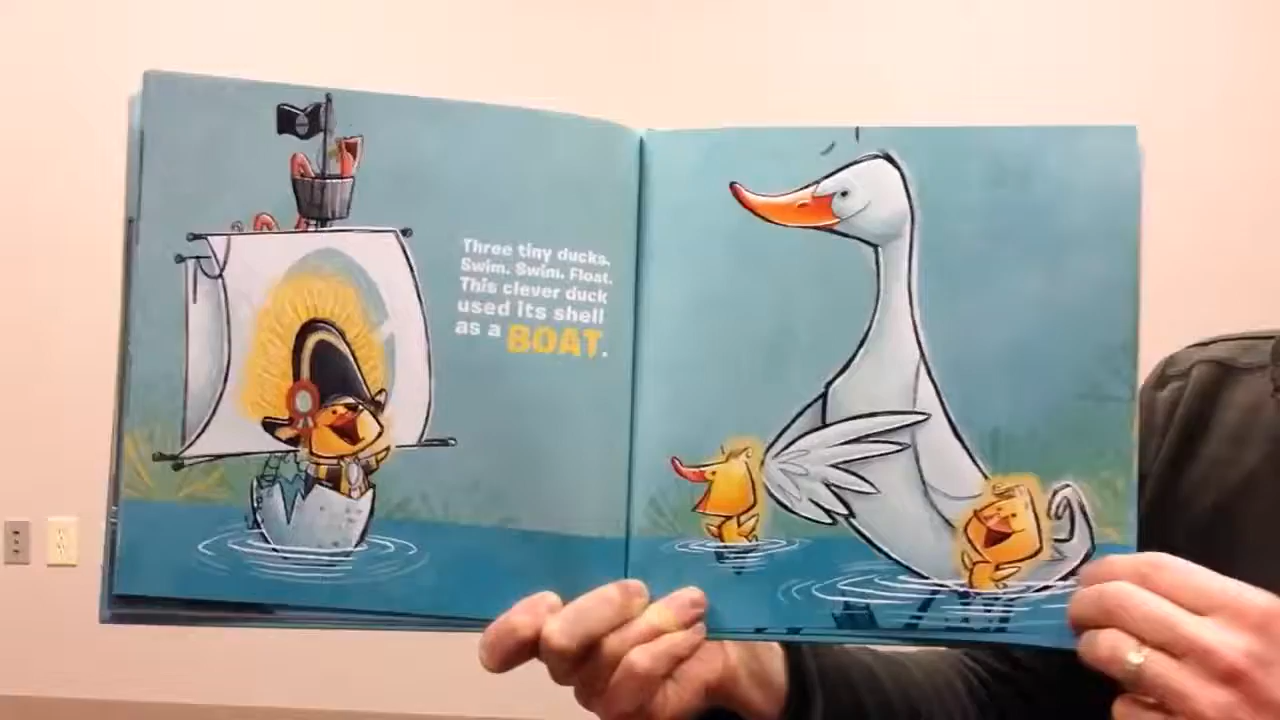 Three tiny ducks.
Swim. Swim. Float.
This clever duck
used its shell
as a BOAT.